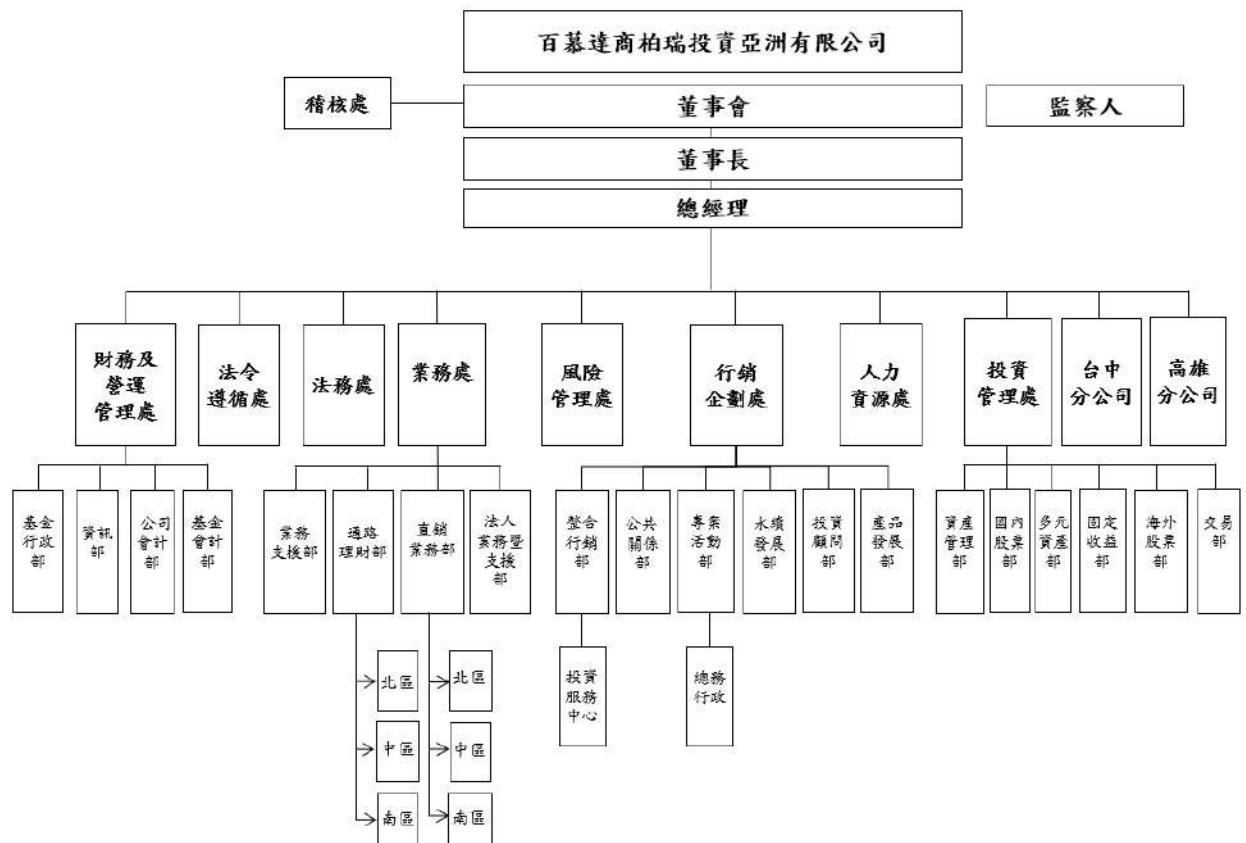 百慕達商柏瑞投資亞洲有限公司
稽核處
董事會
監察人
董事長
總經理
財務及
營運
管理處
法令
遵循處
法務處
業務處
風險
管理處
行銷
企劃處
人力
資源處
投資
管理處
台中
分公司
高雄
分公司
基金
行政
部
資訊
部
公司
會計
部
基金
會計
部
業務
支援部
通路
理財部
直銷
業務部
法人
業務暨
支援
部
整合
行銷
部
公共
關係
部
專案
活動
部
永續
發展
部
投資
顧問
部
產品
發展
部
資產
管理
部
國內
股票
部
多元
資產
部
固定
收益
部
海外
股票
部
交易
部
北區
中區
南區
北區
中區
南區
投資
服務
中心
總務
行政